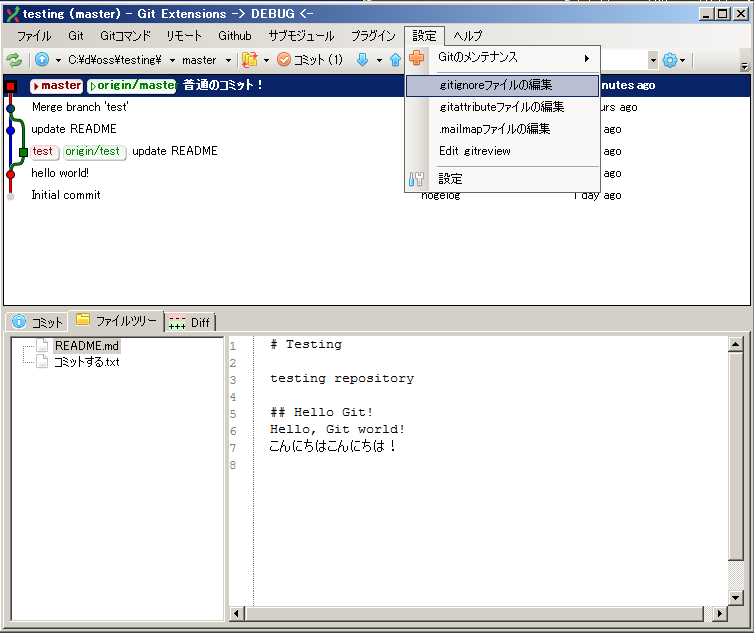 testing (master) - Git Extensions -> DEBUG <-
ファイル Git Gitコマンド リモート Github サブモジュール プラグイン 設定 ヘルプ
C:¥d¥oss¥testing¥ master コミット (1)
Gitのメンテナンス
.gitignoreファイルの編集
.gitattributeファイルの編集
.mailmapファイルの編集
Edit .gitreview
設定
master origin/master 普通のコミット！ nutes ago
Merge branch 'test' urs ago
update README ago
test origin/test update README ago
hello world! ago
Initial commit hogelog 1 day ago
コミット ファイルツリー Diff
README.md
コミットする.txt
1 # Testing
2
3 testing repository
4
5 ## Hello Git!
6 Hello, Git world!
7 こんにちはこんにちは！
8